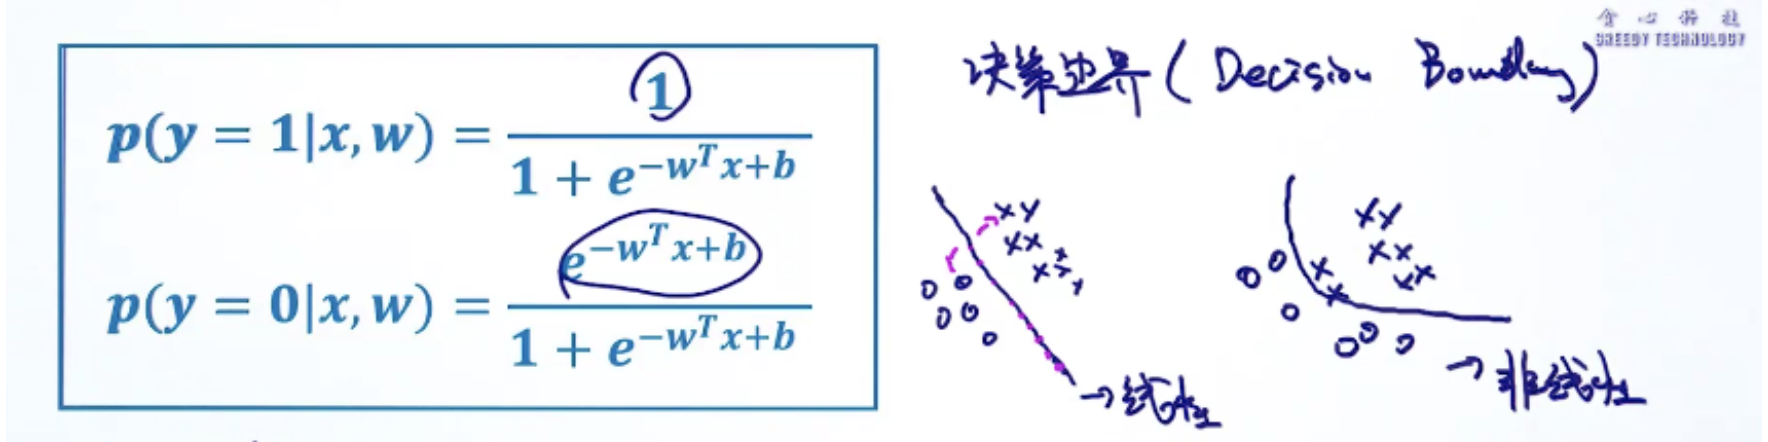 贪心科技
GREEDY TECHNOLOGY
决策边界 ( Decision Boundary )
p(y = 1|x, w) = 1 / (1 + e^{-w^T x+b})
p(y = 0|x, w) = e^{-w^T x+b} / (1 + e^{-w^T x+b})
→ 线性
→ 非线性